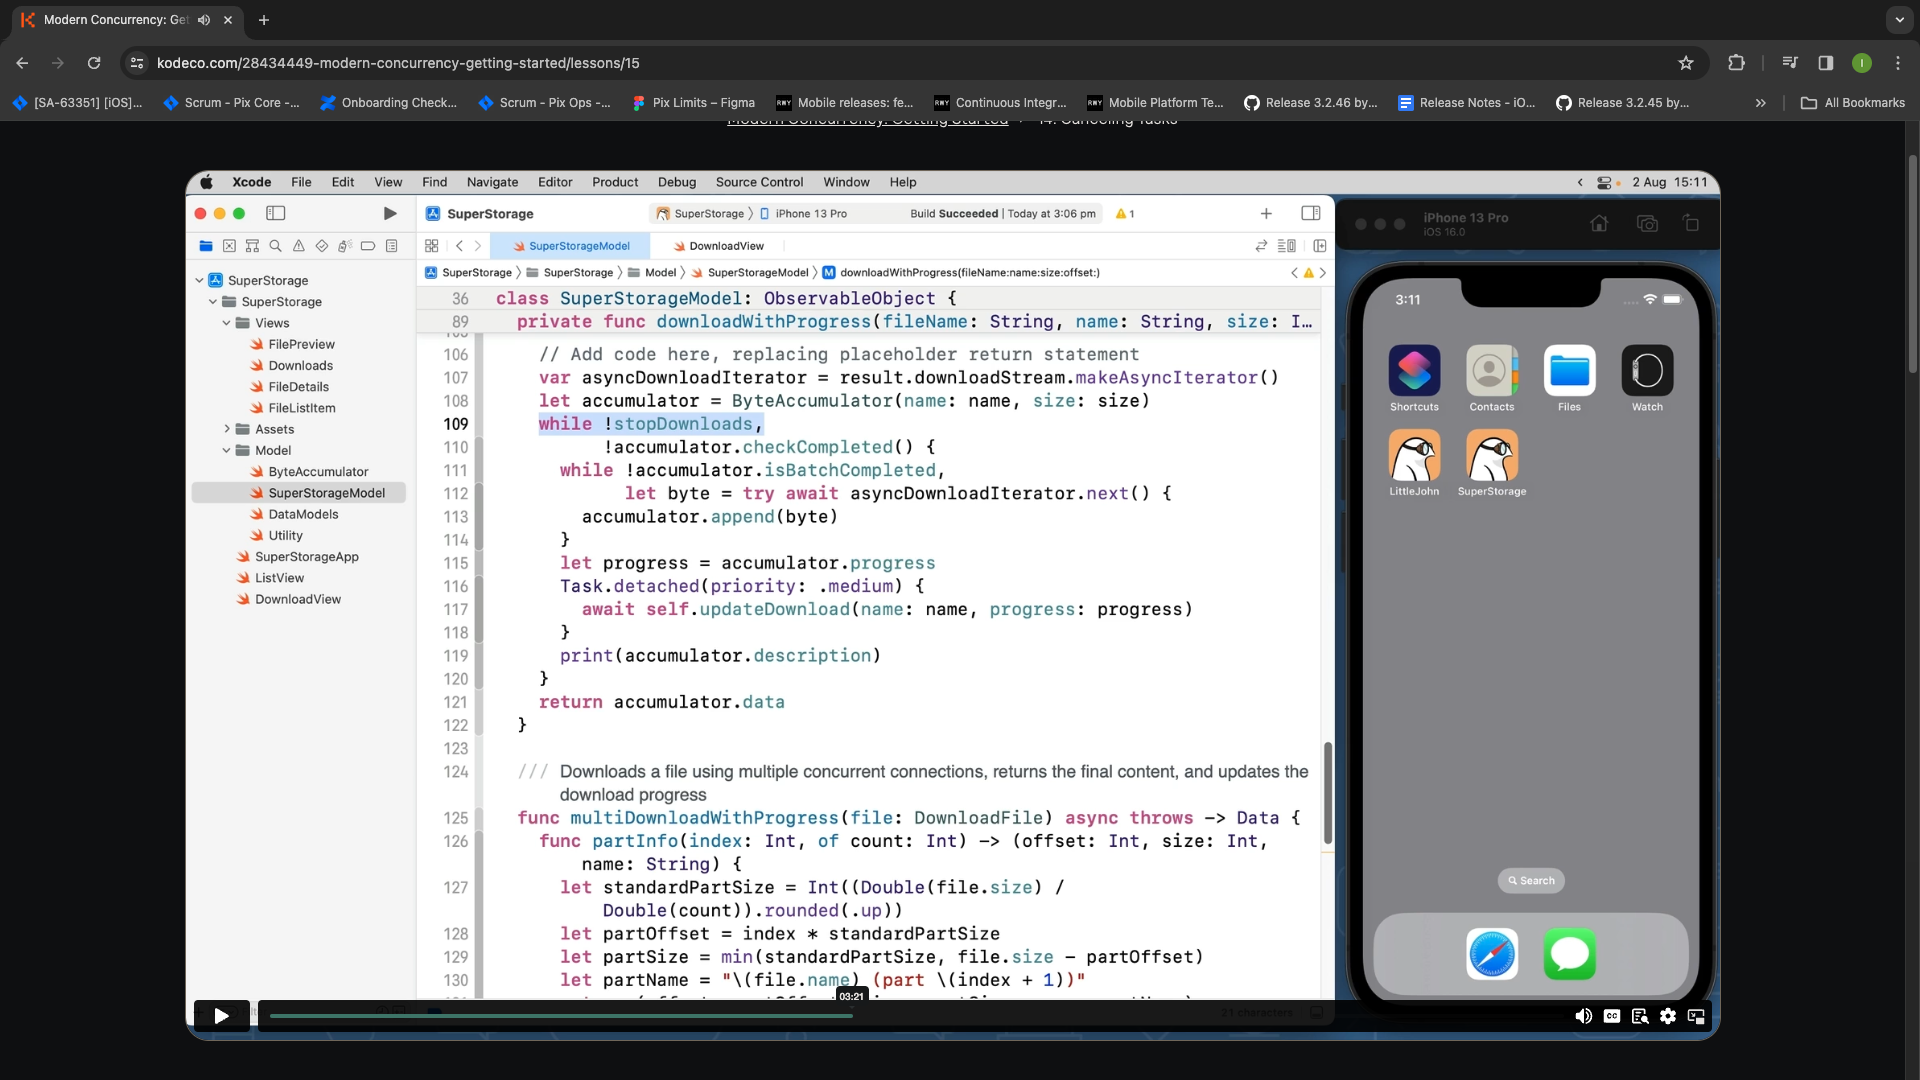 Modern Concurrency: Get
kodeco.com/28434449-modern-concurrency-getting-started/lessons/15
I
[SA-63351] [iOS]...
Scrum - Pix Core -...
Onboarding Check...
Scrum - Pix Ops -...
Pix Limits – Figma
RWY
Mobile releases: fe...
RWY
Continuous Integr...
RWY
Mobile Platform Te...
Release 3.2.46 by...
Release Notes - iO...
Release 3.2.45 by...
»
All Bookmarks
Modern Concurrency: Getting Started
14. Canceling Tasks
Xcode File Edit View Find Navigate Editor Product Debug Source Control Window Help
2 Aug 15:11
SuperStorage
SuperStorage 〉 iPhone 13 Pro
Build Succeeded | Today at 3:06 pm
1
SuperStorageModel
DownloadView
SuperStorage 〉 SuperStorage 〉 Model 〉 SuperStorageModel 〉 M downloadWithProgress(fileName:name:size:offset:)
SuperStorage
SuperStorage
Views
FilePreview
Downloads
FileDetails
FileListItem
Assets
Model
ByteAccumulator
SuperStorageModel
DataModels
Utility
SuperStorageApp
ListView
DownloadView
36 class SuperStorageModel: ObservableObject {
89 private func downloadWithProgress(fileName: String, name: String, size: I...
106 // Add code here, replacing placeholder return statement
107 var asyncDownloadIterator = result.downloadStream.makeAsyncIterator()
108 let accumulator = ByteAccumulator(name: name, size: size)
109 while !stopDownloads,
110 !accumulator.checkCompleted() {
111 while !accumulator.isBatchCompleted,
112 let byte = try await asyncDownloadIterator.next() {
113 accumulator.append(byte)
114 }
115 let progress = accumulator.progress
116 Task.detached(priority: .medium) {
117 await self.updateDownload(name: name, progress: progress)
118 }
119 print(accumulator.description)
120 }
121 return accumulator.data
122 }
123
124 /// Downloads a file using multiple concurrent connections, returns the final content, and updates the
download progress
125 func multiDownloadWithProgress(file: DownloadFile) async throws -> Data {
126 func partInfo(index: Int, of count: Int) -> (offset: Int, size: Int,
name: String) {
127 let standardPartSize = Int((Double(file.size) /
Double(count)).rounded(.up))
128 let partOffset = index * standardPartSize
129 let partSize = min(standardPartSize, file.size - partOffset)
130 let partName = "\(file.name) (part \(index + 1))"
03:21
21 characters
CC
iPhone 13 Pro
iOS 16.0
3:11
Shortcuts
Contacts
Files
Watch
LittleJohn
SuperStorage
Search